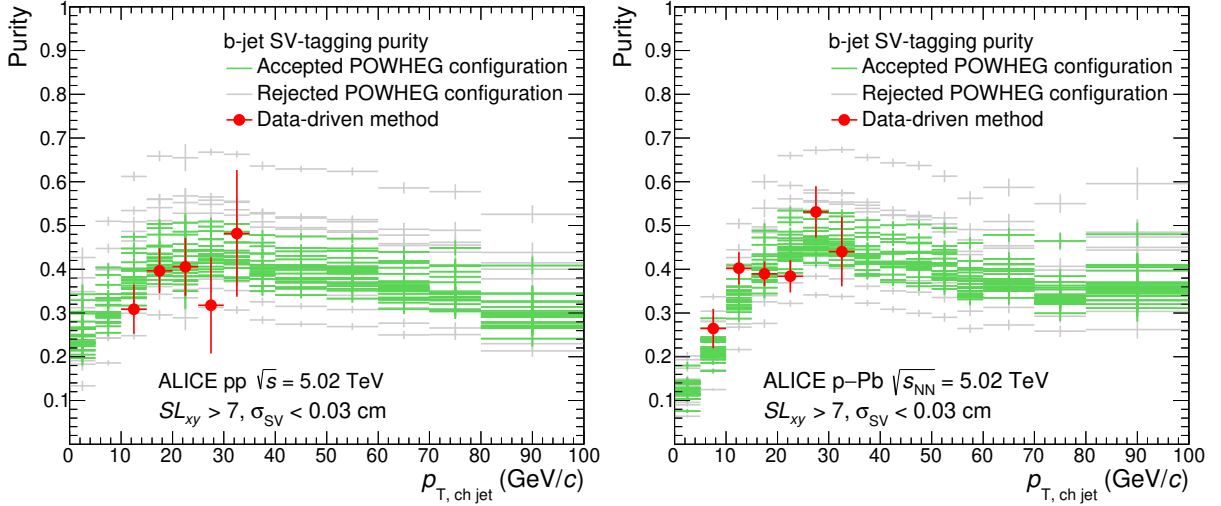 Purity
1
0.9
0.8
0.7
0.6
0.5
0.4
0.3
0.2
0.1
b-jet SV-tagging purity
Accepted POWHEG configuration
Rejected POWHEG configuration
Data-driven method
ALICE pp √s = 5.02 TeV
SLxy > 7, σSV < 0.03 cm
0 10 20 30 40 50 60 70 80 90 100
pT, ch jet (GeV/c)
Purity
1
0.9
0.8
0.7
0.6
0.5
0.4
0.3
0.2
0.1
b-jet SV-tagging purity
Accepted POWHEG configuration
Rejected POWHEG configuration
Data-driven method
ALICE p–Pb √sNN = 5.02 TeV
SLxy > 7, σSV < 0.03 cm
0 10 20 30 40 50 60 70 80 90 100
pT, ch jet (GeV/c)